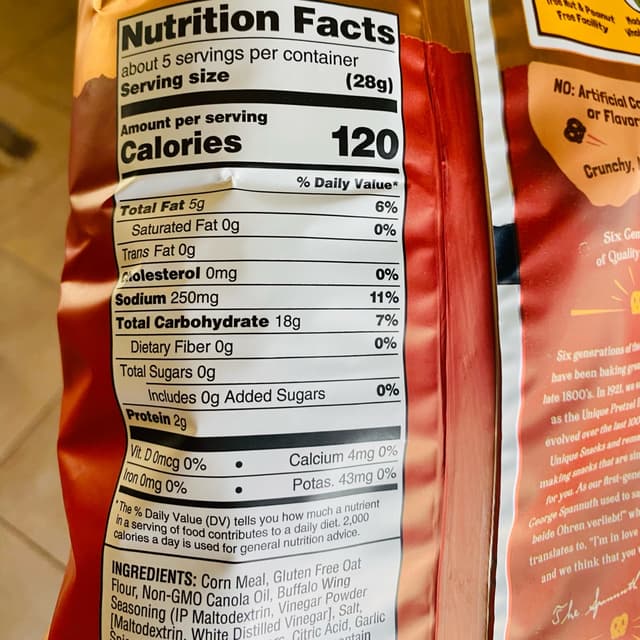 Nutrition Facts
about 5 servings per container
Serving size (28g)
Amount per serving
Calories 120
% Daily Value*
Total Fat 5g 6%
Saturated Fat 0g 0%
Trans Fat 0g
Cholesterol 0mg 0%
Sodium 250mg 11%
Total Carbohydrate 18g 7%
Dietary Fiber 0g 0%
Total Sugars 0g
Includes 0g Added Sugars 0%
Protein 2g
Vit. D 0mcg 0% • Calcium 4mg 0%
Iron 0mg 0% • Potas. 43mg 0%
*The % Daily Value (DV) tells you how much a nutrient
in a serving of food contributes to a daily diet. 2,000
calories a day is used for general nutrition advice.
INGREDIENTS: Corn Meal, Gluten Free Oat
Flour, Non-GMO Canola Oil, Buffalo Wing
Seasoning (IP Maltodextrin, Vinegar Powder
[Maltodextrin, White Distilled Vinegar], Salt,
Citric Acid, Garlic
Nut & Peanut
Free Facility
NO: Artificial
or Flavor
Crunchy,
Six Gen
of Quality
Six generations of the
have been baking
late 1800's. In 1921,
as the Unique Pretzel
evolved over the last 100
Unique Snacks and
making snacks that are
for you. As our first-gen
George Spannuth used to
beide Ohren verliebt!"
translates to, "I'm in love
and we think that you
The